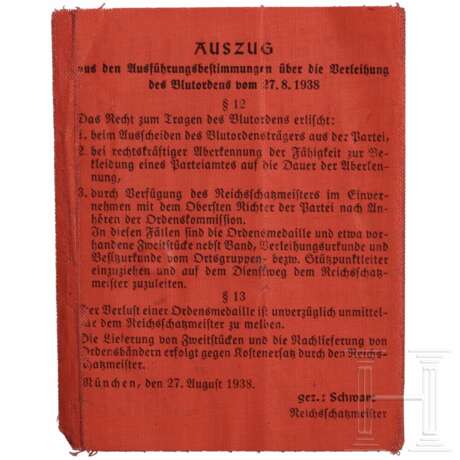 AUSZUG
aus den Ausführungsbestimmungen über die Verleihung
des Blutordens vom 27. 8. 1938
§ 12
Das Recht zum Tragen des Blutordens erlischt:
1. beim Ausscheiden des Blutordensträgers aus der Partei,
2. bei rechtskräftiger Aberkennung der Fähigkeit zur Be-
kleidung eines Parteiamtes auf die Dauer der Aberken-
nung,
3. durch Verfügung des Reichsschatzmeisters im Einver-
nehmen mit dem Obersten Richter der Partei nach An-
hören der Ordenskommission.
In diesen Fällen sind die Ordensmedaille und etwa vor-
handene Zweitstücke nebst Band, Verleihungsurkunde und
Besitzurkunde vom Ortsgruppen- bezw. Stützpunktleiter
einzuziehen und auf dem Dienstweg dem Reichsschatz-
meister zuzuleiten.
§ 13
Der Verlust einer Ordensmedaille ist unverzüglich unmittel-
bar dem Reichsschatzmeister zu melden.
Die Lieferung von Zweitstücken und die Nachlieferung von
Ordensbändern erfolgt gegen Kostenersatz durch den Reichs-
schatzmeister.
München, den 27. August 1938.
gez.: Schwarz
Reichsschatzmeister